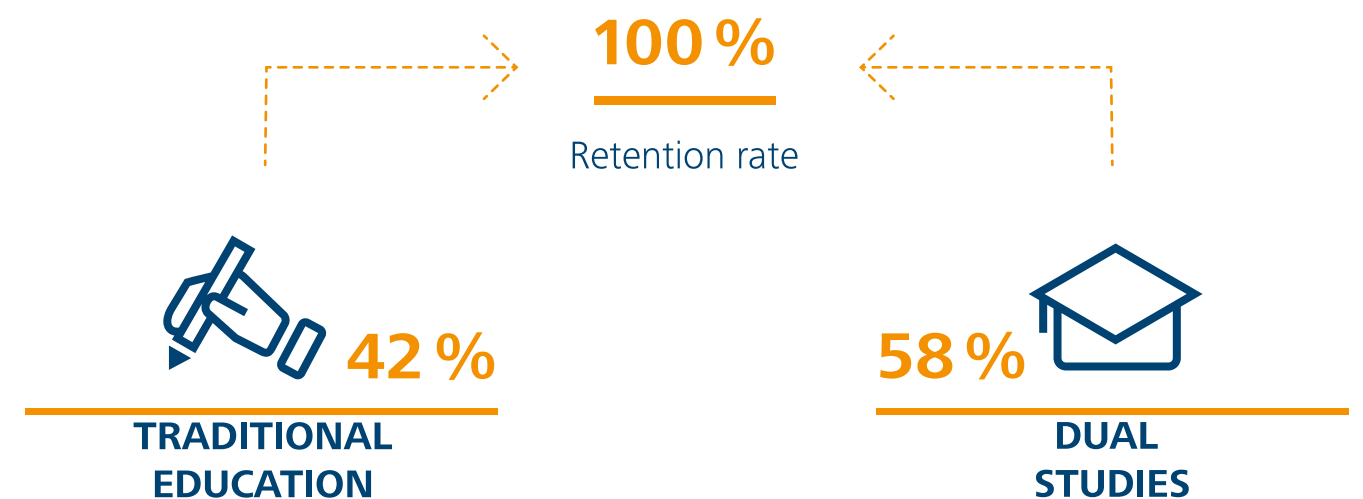 100 %
Retention rate
42 %
TRADITIONAL
EDUCATION
58 %
DUAL
STUDIES